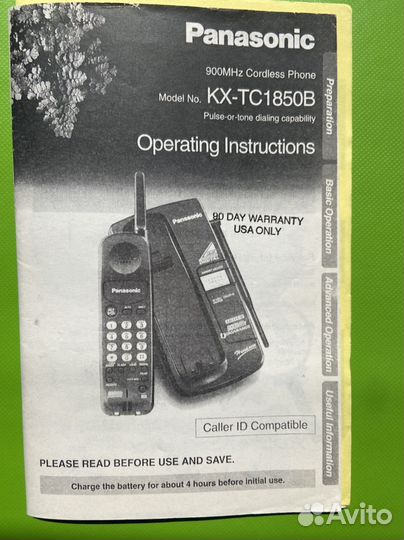 Panasonic
900MHz Cordless Phone
Model No. KX-TC1850B
Pulse-or-tone dialing capability
Operating Instructions
Preparation
Basic Operation
Advanced Operation
Useful Information
90 DAY WARRANTY
USA ONLY
Panasonic
Panasonic
Caller ID Compatible
PLEASE READ BEFORE USE AND SAVE.
Charge the battery for about 4 hours before initial use.
Avito